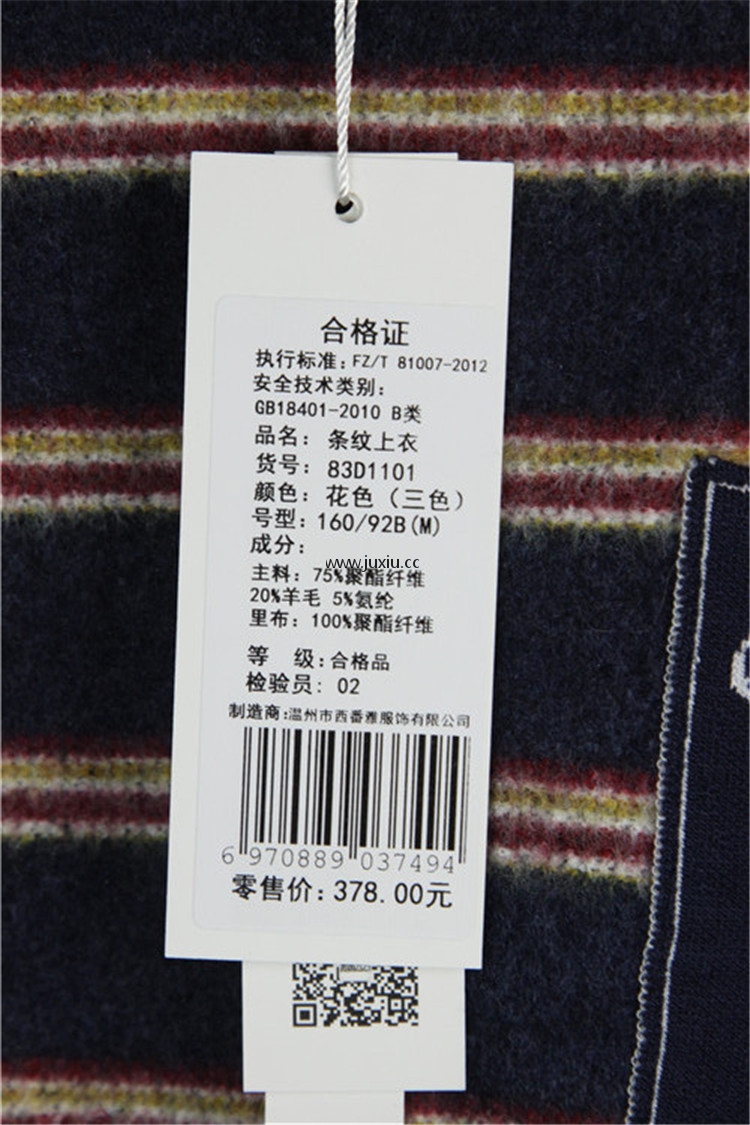 合格证
执行标准：FZ/T 81007-2012
安全技术类别：
GB18401-2010 B类
品名：条纹上衣
货号：83D1101
颜色：花色（三色）
号型：160/92B(M)
成分：
www.juxiu.cc
主料：75%聚酯纤维
20%羊毛 5%氨纶
里布：100%聚酯纤维
等 级：合格品
检验员：02
制造商：温州市西番雅服饰有限公司
6 970889 037494
零售价：378.00元